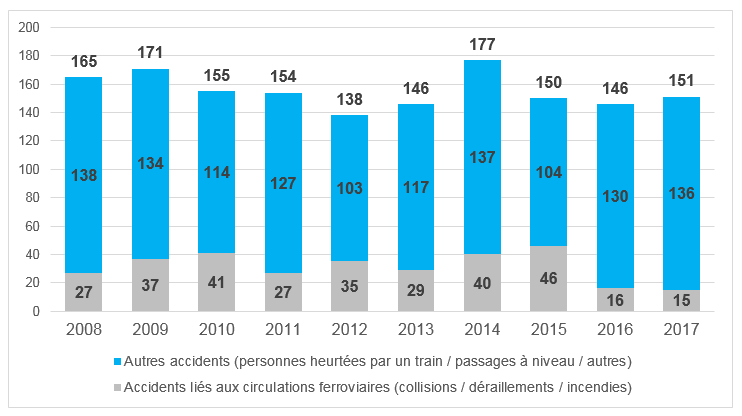 200
180
160
140
120
100
80
60
40
20
0
165 171 155 154 138 146 177 150 146 151
138 134 114 127 103 117 137 104 130 136
27 37 41 27 35 29 40 46 16 15
2008 2009 2010 2011 2012 2013 2014 2015 2016 2017
Autres accidents (personnes heurtées par un train / passages à niveau / autres)
Accidents liés aux circulations ferroviaires (collisions / déraillements / incendies)